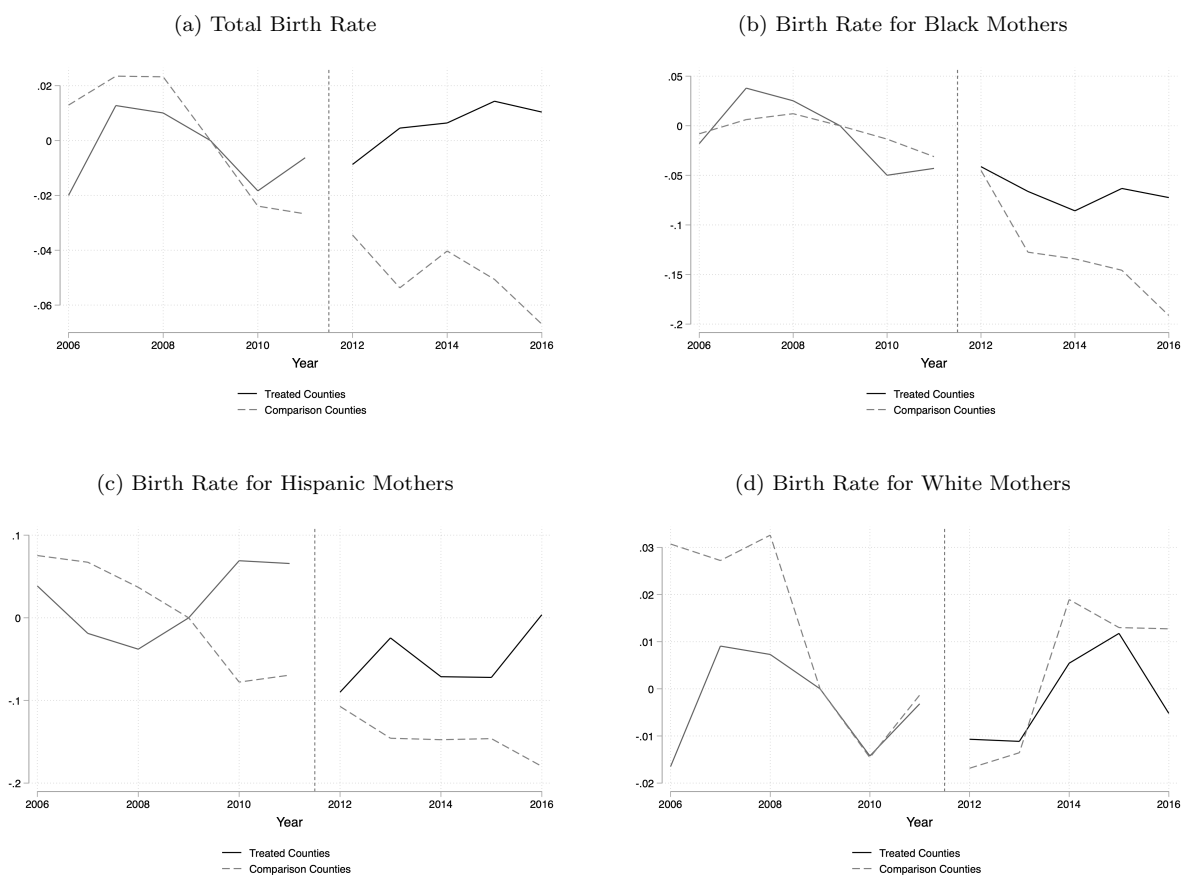 (a) Total Birth Rate
.02
0
-.02
-.04
-.06
2006 2008 2010 2012 2014 2016
Year
Treated Counties
Comparison Counties
(b) Birth Rate for Black Mothers
.05
0
-.05
-.1
-.15
-.2
2006 2008 2010 2012 2014 2016
Year
Treated Counties
Comparison Counties
(c) Birth Rate for Hispanic Mothers
.1
0
-.1
-.2
2006 2008 2010 2012 2014 2016
Year
Treated Counties
Comparison Counties
(d) Birth Rate for White Mothers
.03
.02
.01
0
-.01
-.02
2006 2008 2010 2012 2014 2016
Year
Treated Counties
Comparison Counties